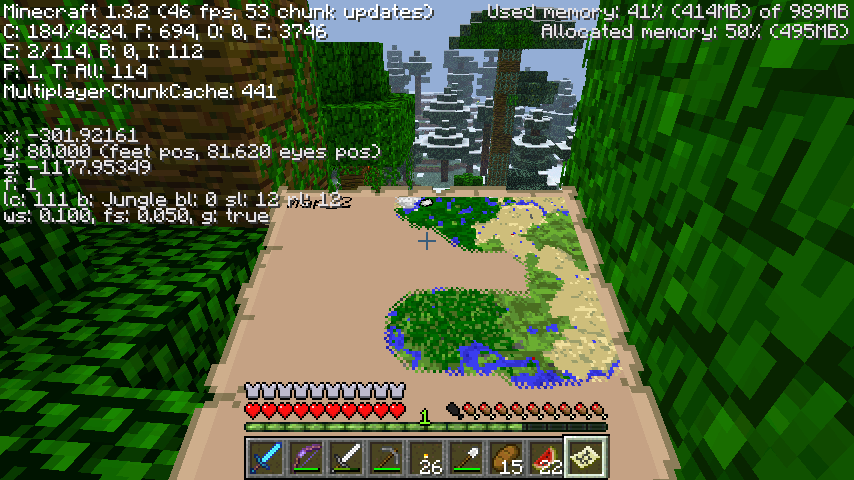 Minecraft 1.3.2 (46 fps, 53 chunk updates)
Used memory: 41% (414MB) of 989MB
C: 184/4624, F: 694, O: 0, E: 3746
Allocated memory: 50% (495MB)
E: 2/114, B: 0, I: 112
P: 1, T: All: 114
MultiplayerChunkCache: 441
x: -301.92161
y: 80.000 (feet pos, 81.620 eyes pos)
z: -1177.95349
f: 1
lc: 111 b: Jungle bl: 0 sl: 12 rl: 12
ws: 0.100, fs: 0.050, g: true
1
26
15
22